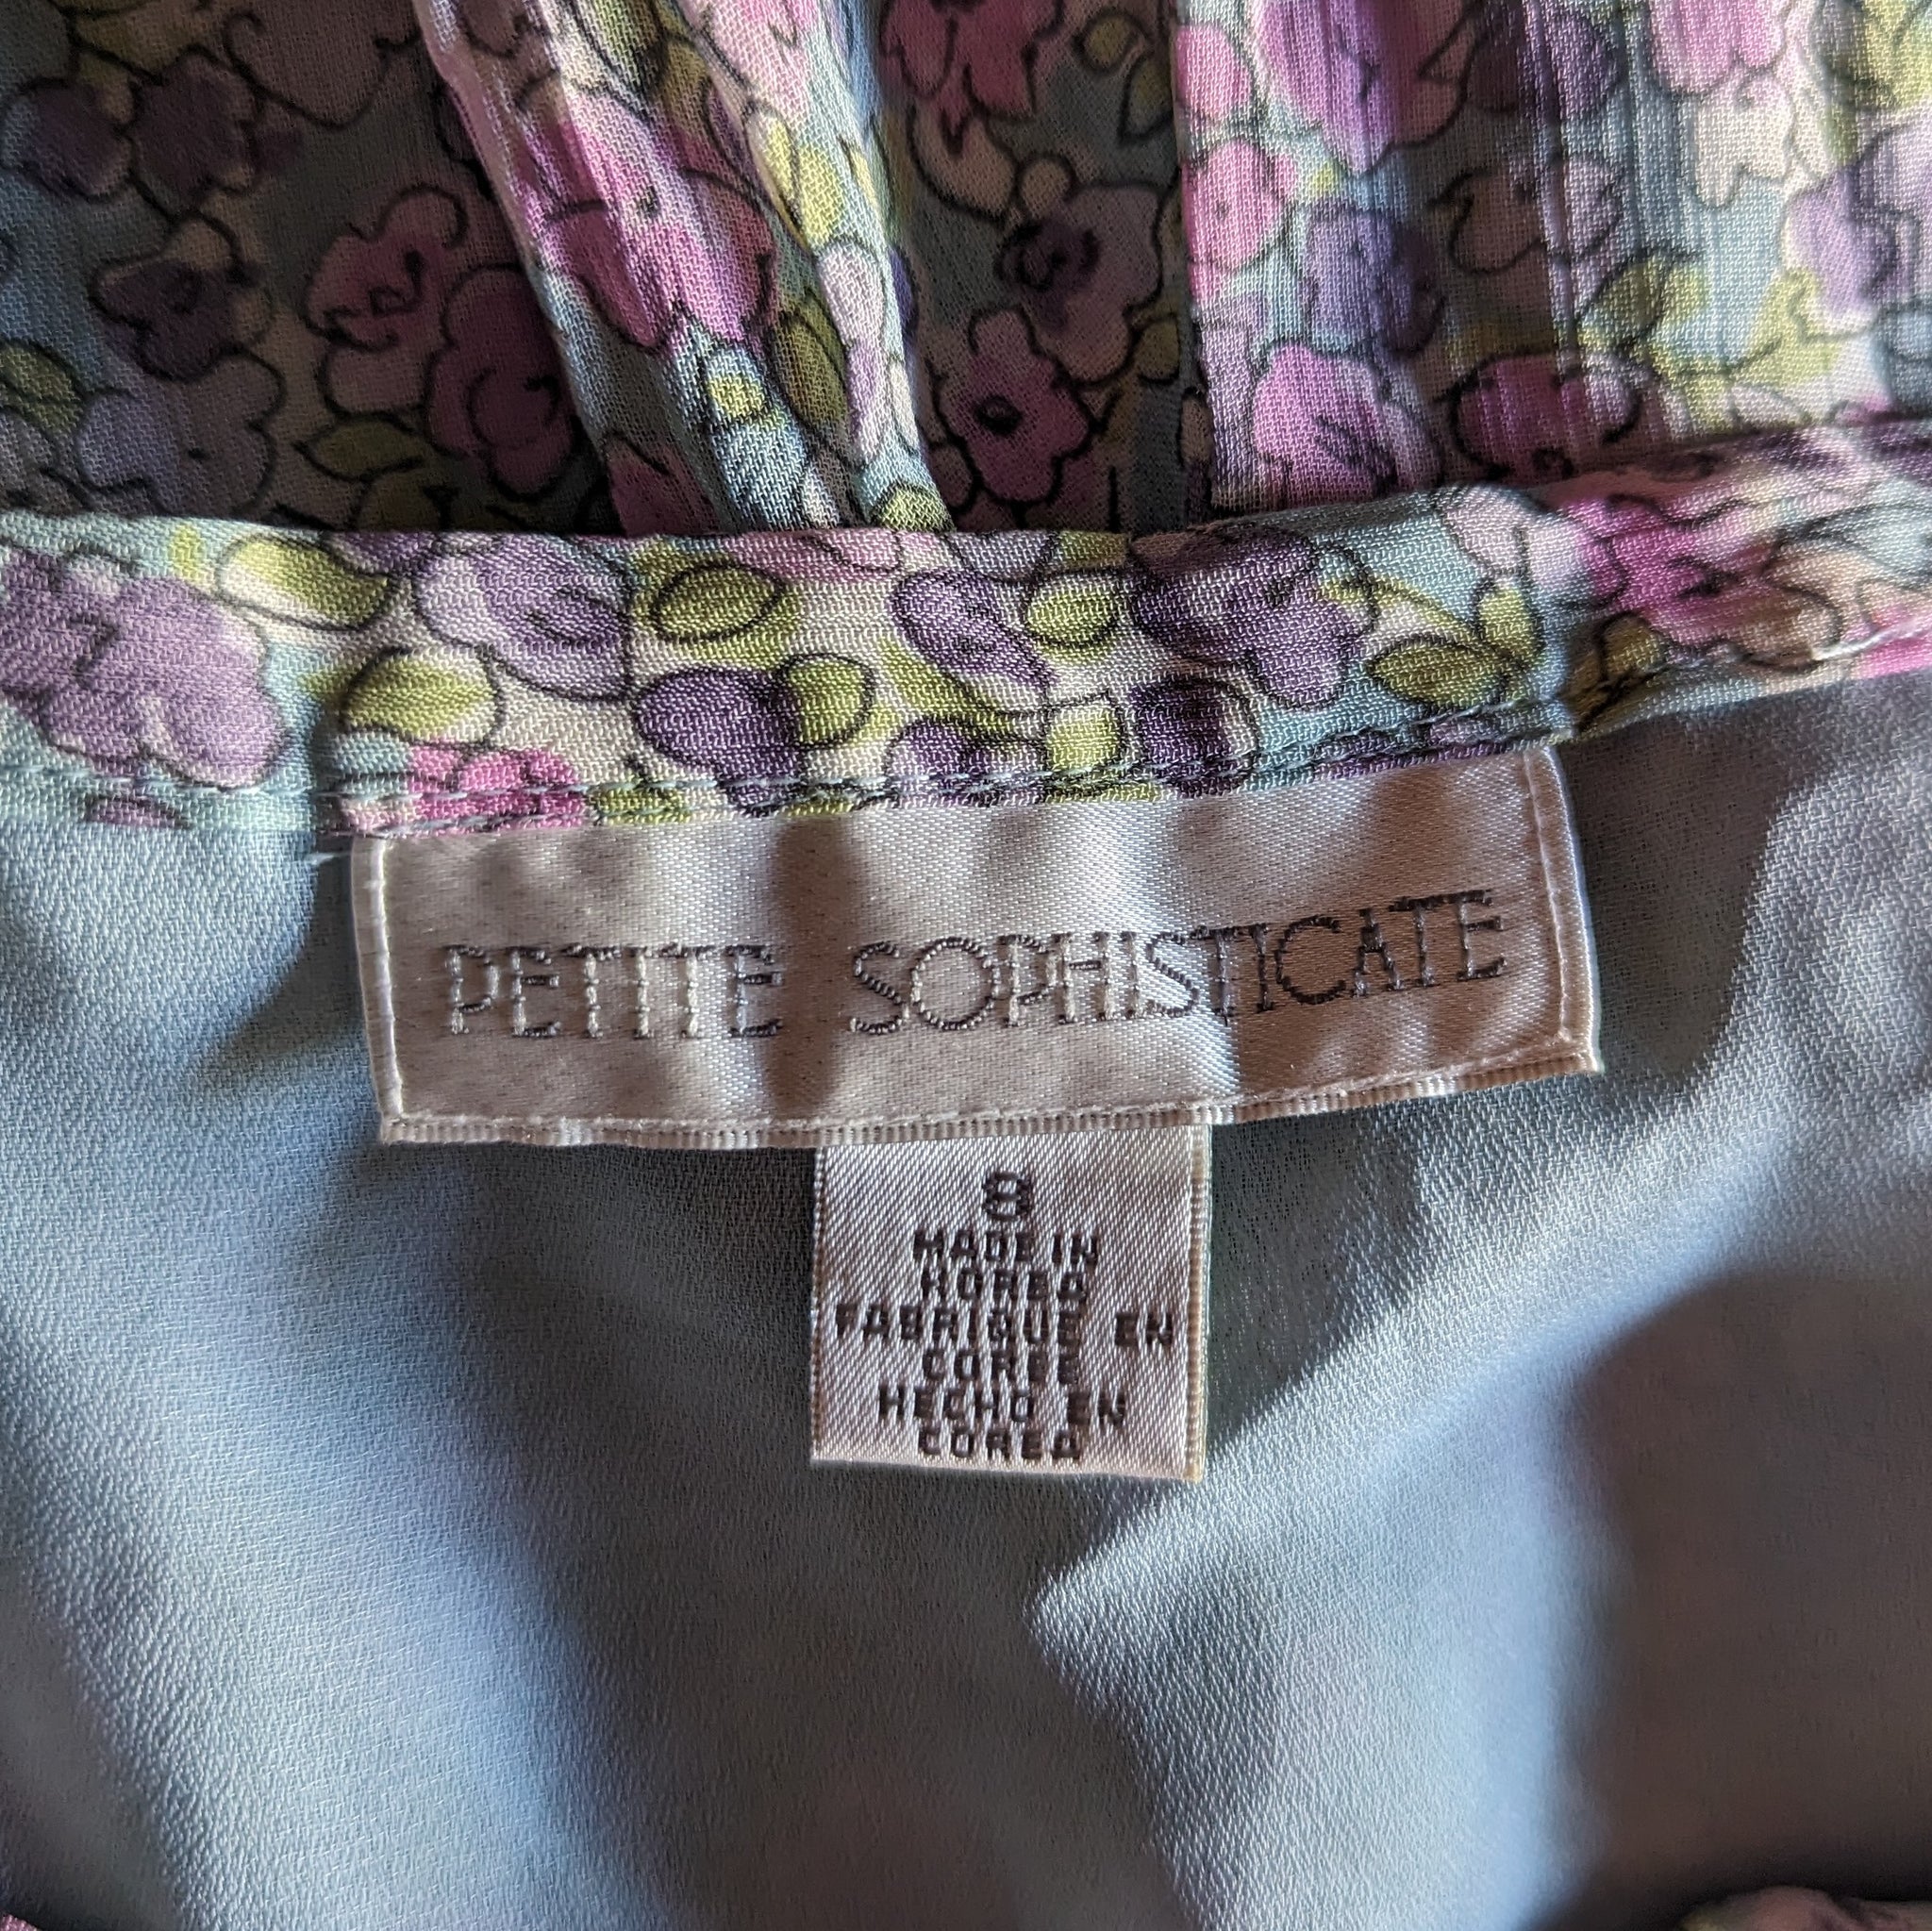 PETITE SOPHISTICATE
8
MADE IN
KOREA
FABRIQUE EN
COREE
HECHO EN
COREA